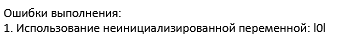 Ошибки выполнения:
1. Использование неинициализированной переменной: l0l